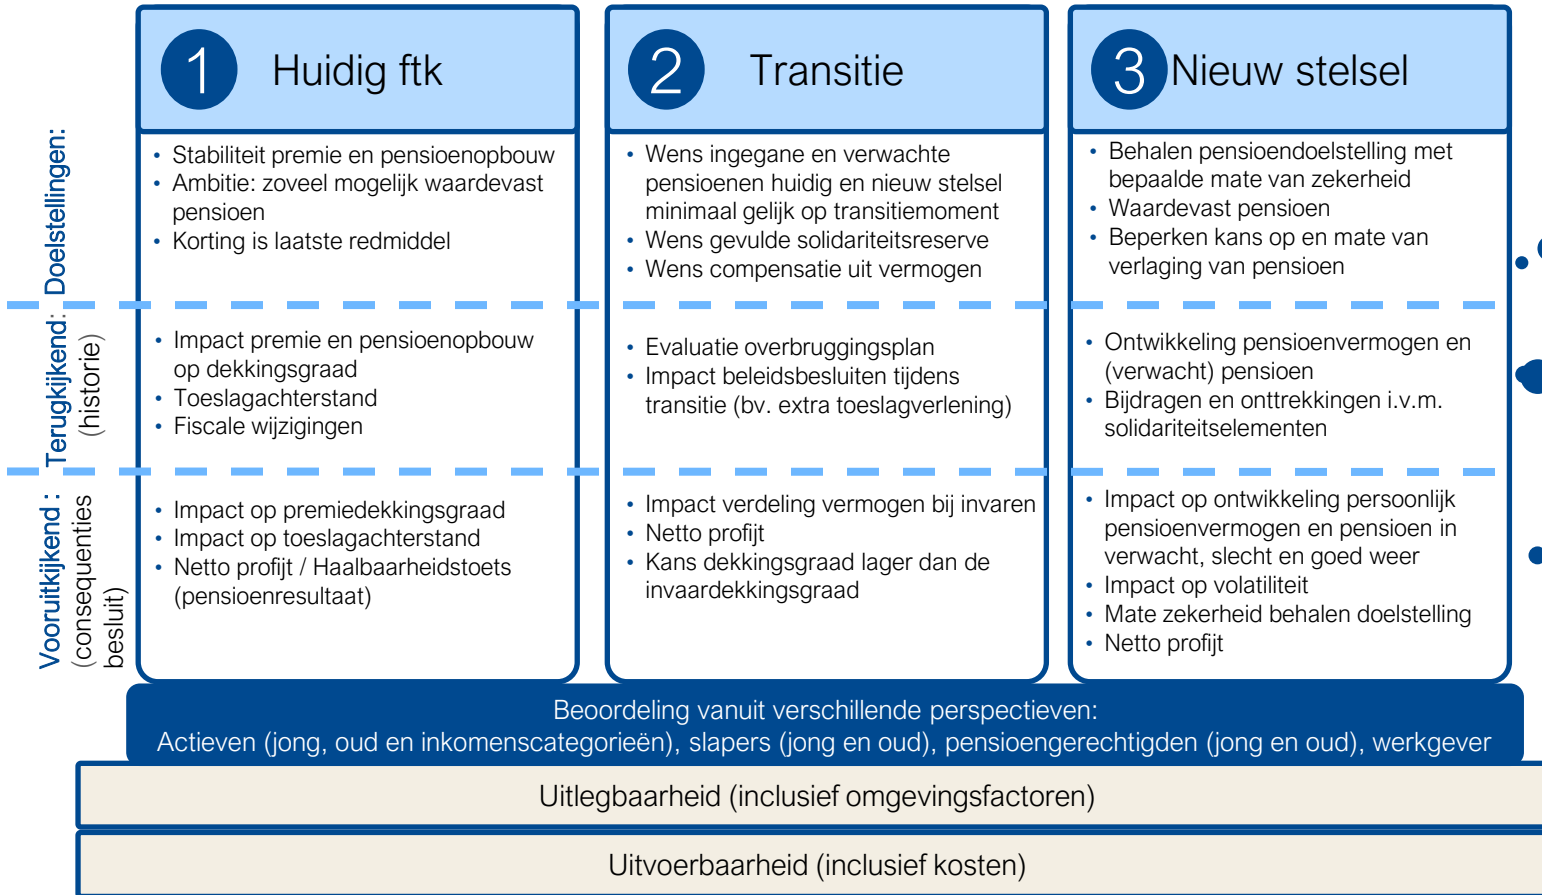 1 Huidig ftk
2 Transitie
3 Nieuw stelsel
Doelstellingen:
• Stabiliteit premie en pensioenopbouw
• Ambitie: zoveel mogelijk waardevast
pensioen
• Korting is laatste redmiddel
• Wens ingegane en verwachte
pensioenen huidig en nieuw stelsel
minimaal gelijk op transitiemoment
• Wens gevulde solidariteitsreserve
• Wens compensatie uit vermogen
• Behalen pensioendoelstelling met
bepaalde mate van zekerheid
• Waardevast pensioen
• Beperken kans op en mate van
verlaging van pensioen
Terugkijkend:
(historie)
• Impact premie en pensioenopbouw
op dekkingsgraad
• Toeslagachterstand
• Fiscale wijzigingen
• Evaluatie overbruggingsplan
• Impact beleidsbesluiten tijdens
transitie (bv. extra toeslagverlening)
• Ontwikkeling pensioenvermogen en
(verwacht) pensioen
• Bijdragen en onttrekkingen i.v.m.
solidariteitselementen
Vooruitkijkend :
(consequenties
besluit)
• Impact op premiedekkingsgraad
• Impact op toeslagachterstand
• Netto profijt / Haalbaarheidstoets
(pensioenresultaat)
• Impact verdeling vermogen bij invaren
• Netto profijt
• Kans dekkingsgraad lager dan de
invaardekkingsgraad
• Impact op ontwikkeling persoonlijk
pensioenvermogen en pensioen in
verwacht, slecht en goed weer
• Impact op volatiliteit
• Mate zekerheid behalen doelstelling
• Netto profijt
Beoordeling vanuit verschillende perspectieven:
Actieven (jong, oud en inkomenscategorieën), slapers (jong en oud), pensioengerechtigden (jong en oud), werkgever
Uitlegbaarheid (inclusief omgevingsfactoren)
Uitvoerbaarheid (inclusief kosten)